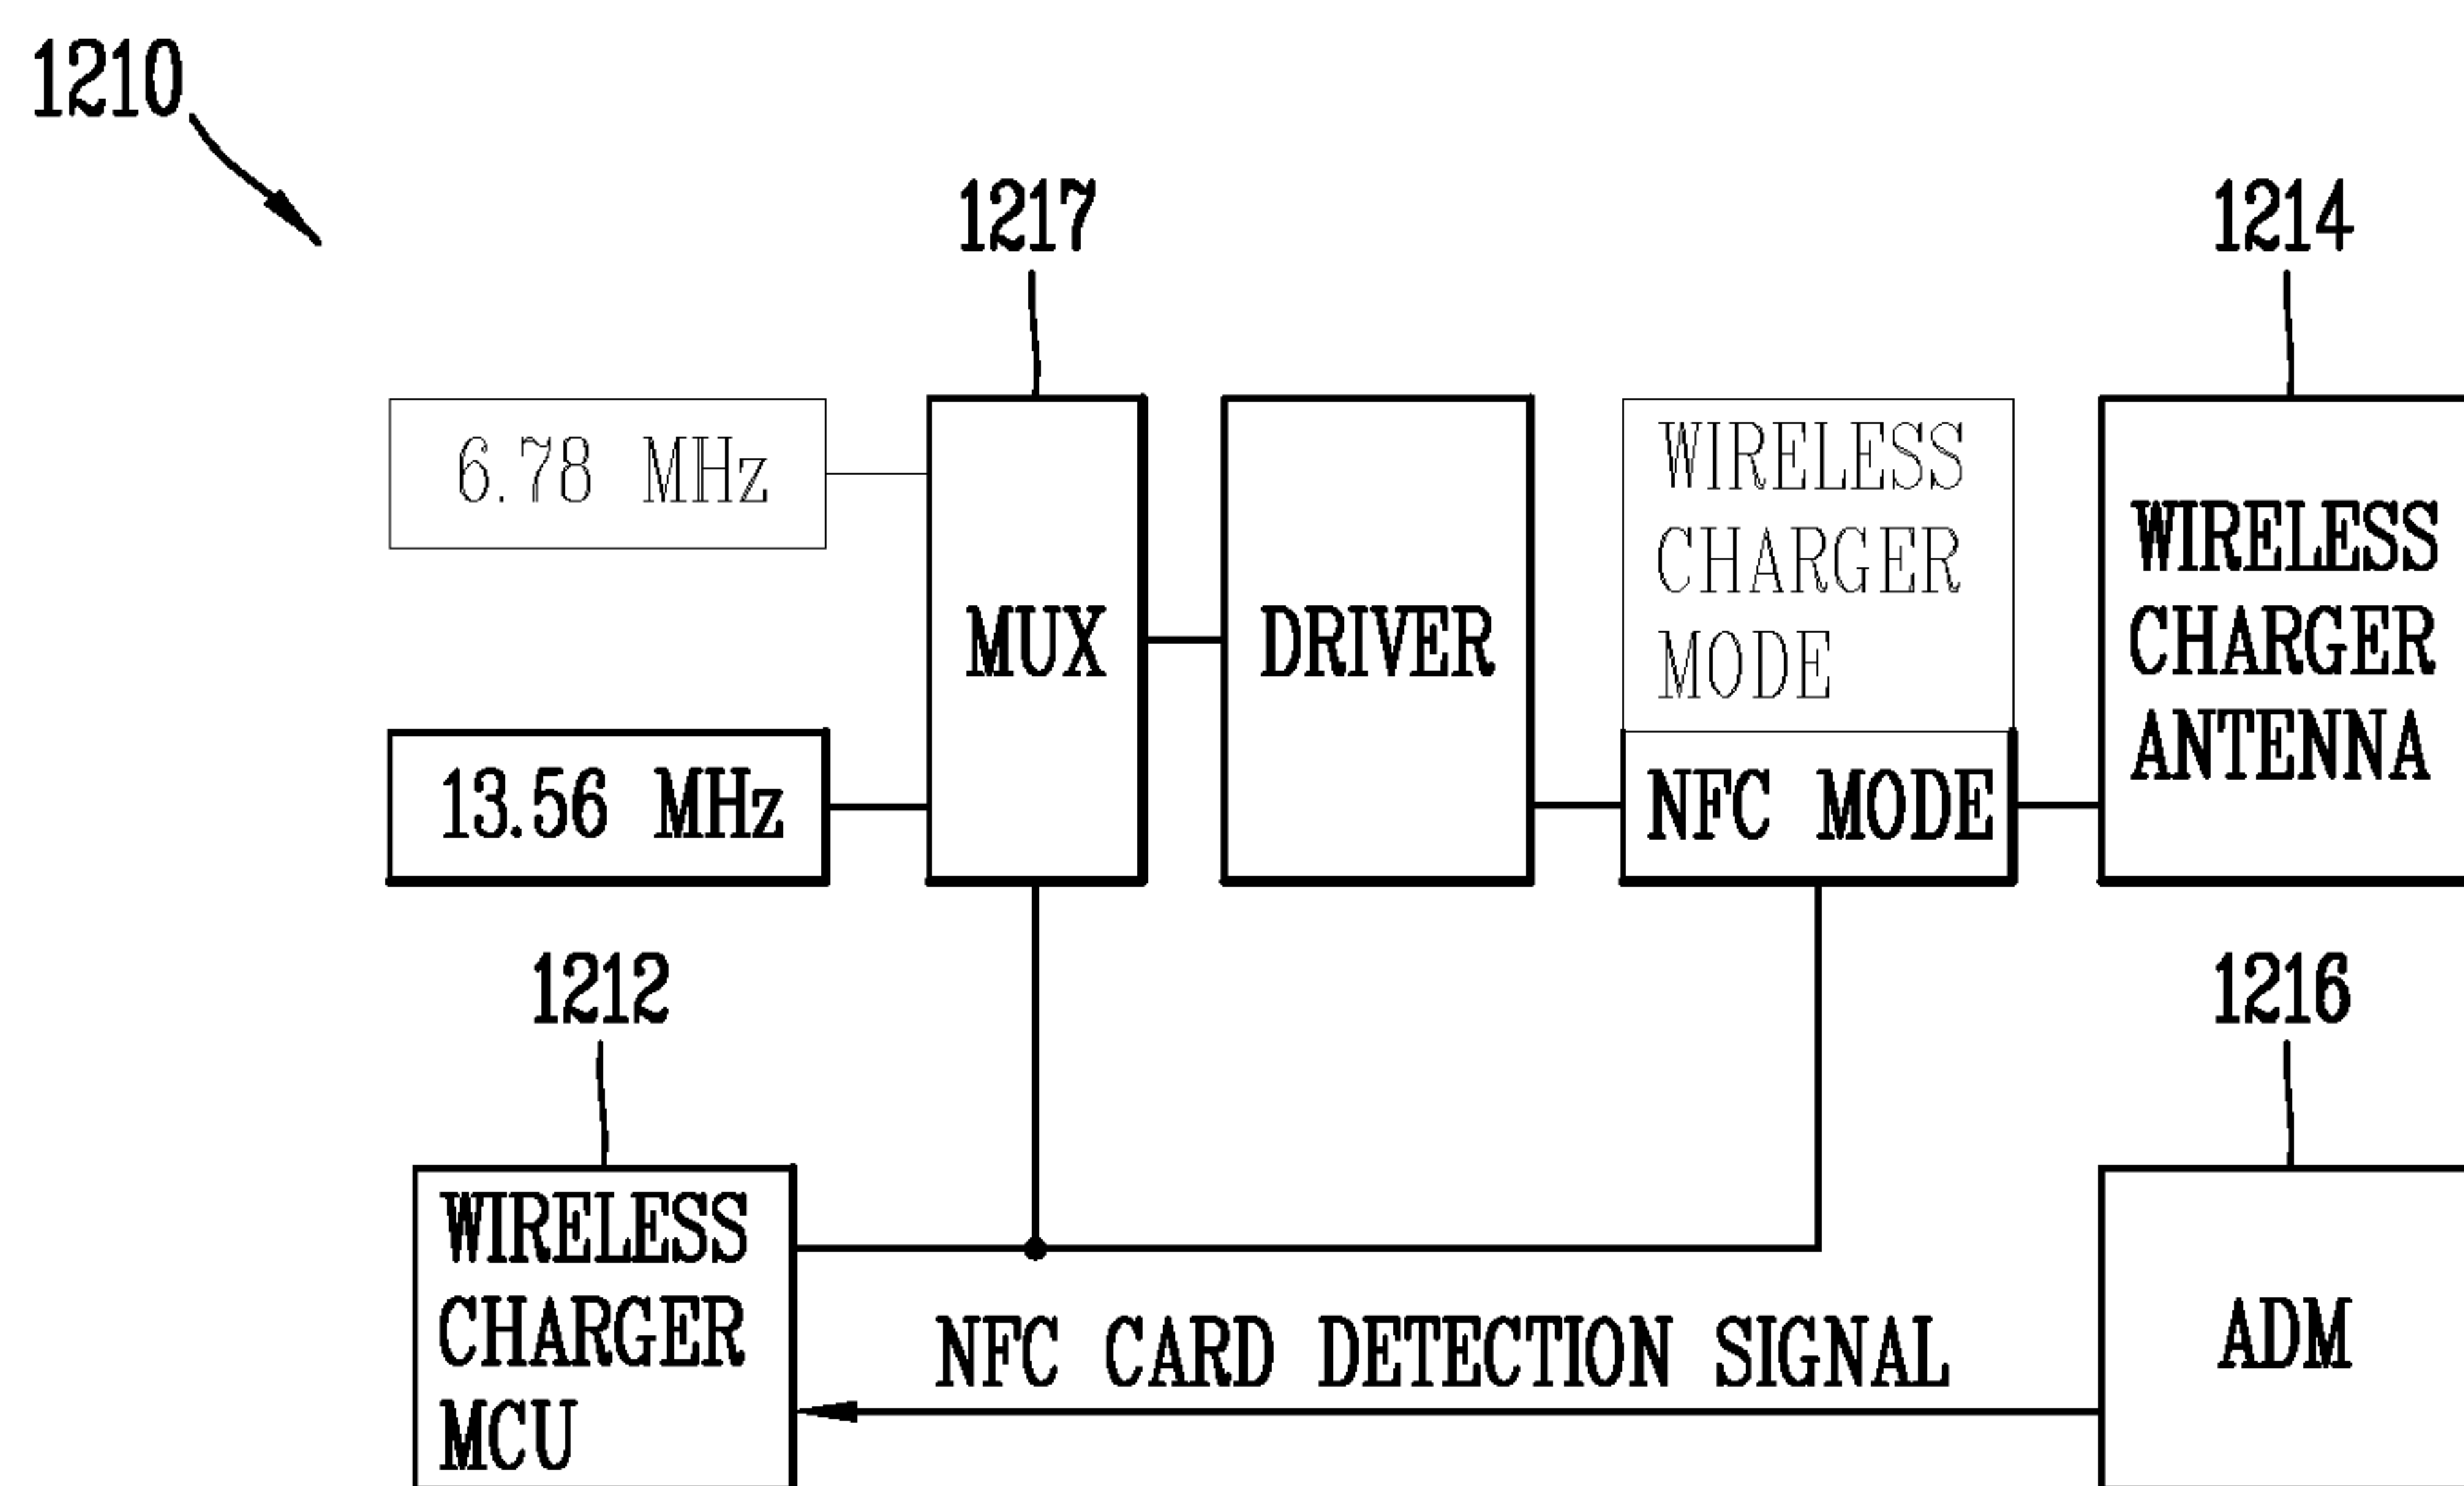 1210
1217
1214
6.78 MHz
WIRELESS
CHARGER
MODE
WIRELESS
CHARGER
ANTENNA
MUX
DRIVER
13.56 MHz
NFC MODE
1212
1216
WIRELESS
CHARGER
MCU
NFC CARD DETECTION SIGNAL
ADM